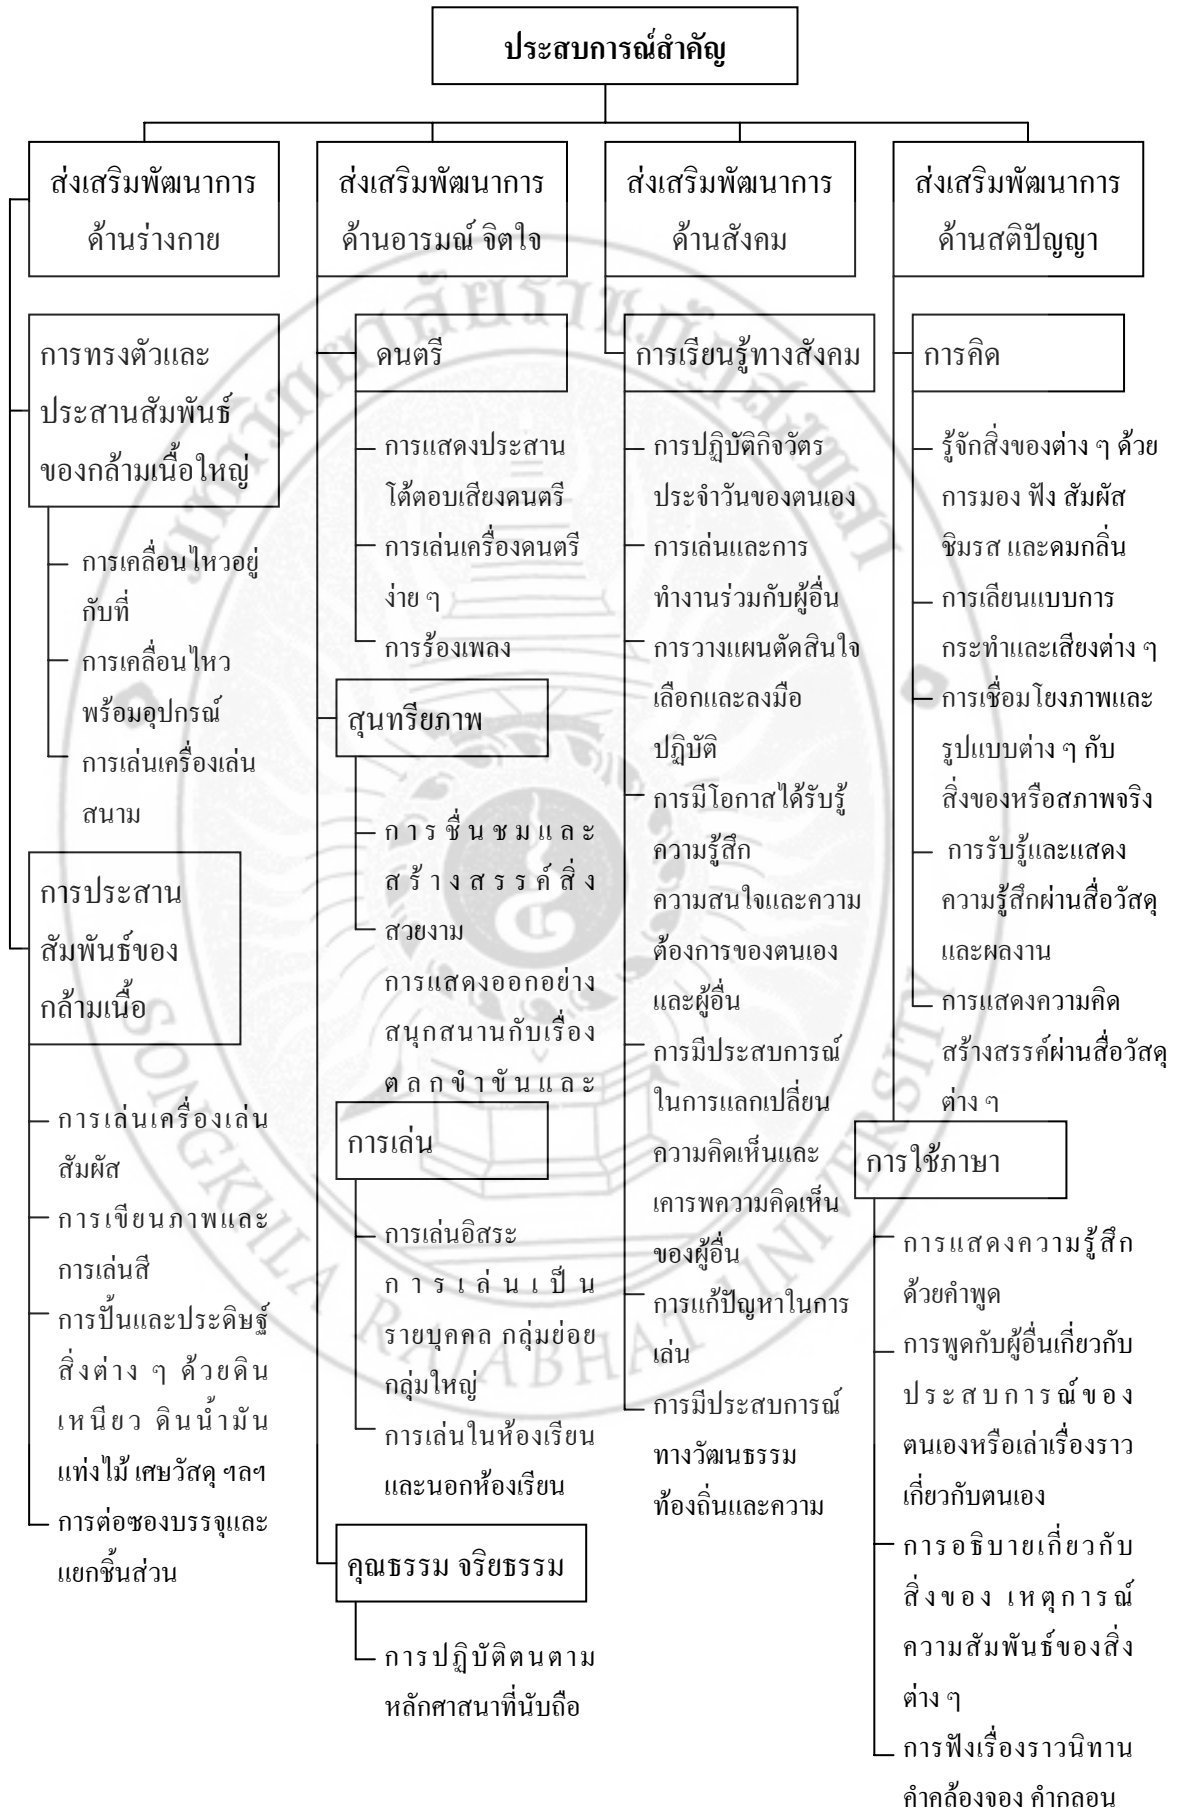 ประสบการณ์สำคัญ
ส่งเสริมพัฒนาการ
ด้านร่างกาย
การทรงตัวและ
ประสานสัมพันธ์
ของกล้ามเนื้อใหญ่
การเคลื่อนไหวอยู่
กับที่
การเคลื่อนไหว
พร้อมอุปกรณ์
การเล่นเครื่องเล่น
สนาม
การประสาน
สัมพันธ์ของ
กล้ามเนื้อ
การเล่นเครื่องเล่น
สัมผัส
การเขียนภาพและ
การเล่นสี
การปั้นและประดิษฐ์
สิ่งต่าง ๆ ด้วยดิน
เหนียว ดินน้ำมัน
แท่งไม้ เศษวัสดุ ฯลฯ
การต่อซองบรรจุและ
แยกชิ้นส่วน
ส่งเสริมพัฒนาการ
ด้านอารมณ์ จิตใจ
ดนตรี
การแสดงประสาน
โต้ตอบเสียงดนตรี
การเล่นเครื่องดนตรี
ง่าย ๆ
การร้องเพลง
สุนทรียภาพ
การชื่นชมและ
สร้างสรรค์สิ่ง
สวยงาม
การแสดงออกอย่าง
สนุกสนานกับเรื่อง
ตลกขำขันและ
การเล่น
การเล่นอิสระ
การเล่นเป็น
รายบุคคล กลุ่มย่อย
กลุ่มใหญ่
การเล่นในห้องเรียน
และนอกห้องเรียน
คุณธรรม จริยธรรม
การปฏิบัติตนตาม
หลักศาสนาที่นับถือ
ส่งเสริมพัฒนาการ
ด้านสังคม
การเรียนรู้ทางสังคม
การปฏิบัติกิจวัตร
ประจำวันของตนเอง
การเล่นและการ
ทำงานร่วมกับผู้อื่น
การวางแผนตัดสินใจ
เลือกและลงมือ
ปฏิบัติ
การมีโอกาสได้รับรู้
ความรู้สึก
ความสนใจและความ
ต้องการของตนเอง
และผู้อื่น
การมีประสบการณ์
ในการแลกเปลี่ยน
ความคิดเห็นและ
เคารพความคิดเห็น
ของผู้อื่น
การแก้ปัญหาในการ
เล่น
การมีประสบการณ์
ทางวัฒนธรรม
ท้องถิ่นและความ
ส่งเสริมพัฒนาการ
ด้านสติปัญญา
การคิด
รู้จักสิ่งของต่าง ๆ ด้วย
การมอง ฟัง สัมผัส
ชิมรส และดมกลิ่น
การเลียนแบบการ
กระทำและเสียงต่าง ๆ
การเชื่อมโยงภาพและ
รูปแบบต่าง ๆ กับ
สิ่งของหรือสภาพจริง
การรับรู้และแสดง
ความรู้สึกผ่านสื่อวัสดุ
และผลงาน
การแสดงความคิด
สร้างสรรค์ผ่านสื่อวัสดุ
ต่าง ๆ
การใช้ภาษา
การแสดงความรู้สึก
ด้วยคำพูด
การพูดกับผู้อื่นเกี่ยวกับ
ประสบการณ์ของ
ตนเองหรือเล่าเรื่องราว
เกี่ยวกับตนเอง
การอธิบายเกี่ยวกับ
สิ่งของ เหตุการณ์
ความสัมพันธ์ของสิ่ง
ต่าง ๆ
การฟังเรื่องราวนิทาน
คำคล้องจอง คำกลอน
มหาวิทยาลัยราชภัฏสงขลา
SONGKHLA RAJABHAT UNIVERSITY